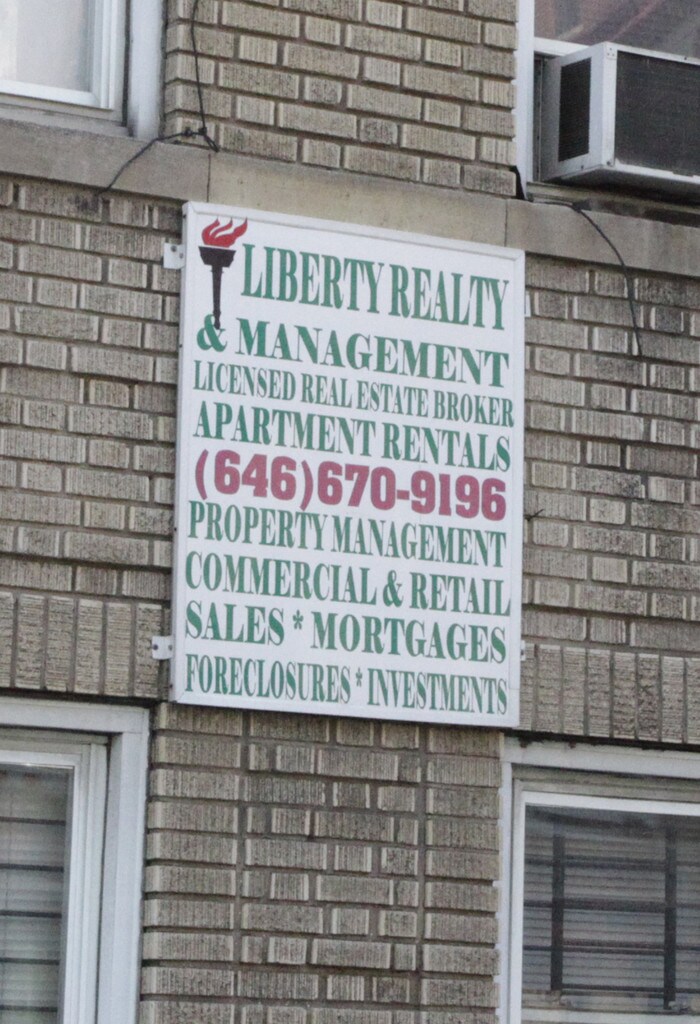 LIBERTY REALTY
& MANAGEMENT
LICENSED REAL ESTATE BROKER
APARTMENT RENTALS
(646)670-9196
PROPERTY MANAGEMENT
COMMERCIAL & RETAIL
SALES * MORTGAGES
FORECLOSURES * INVESTMENTS